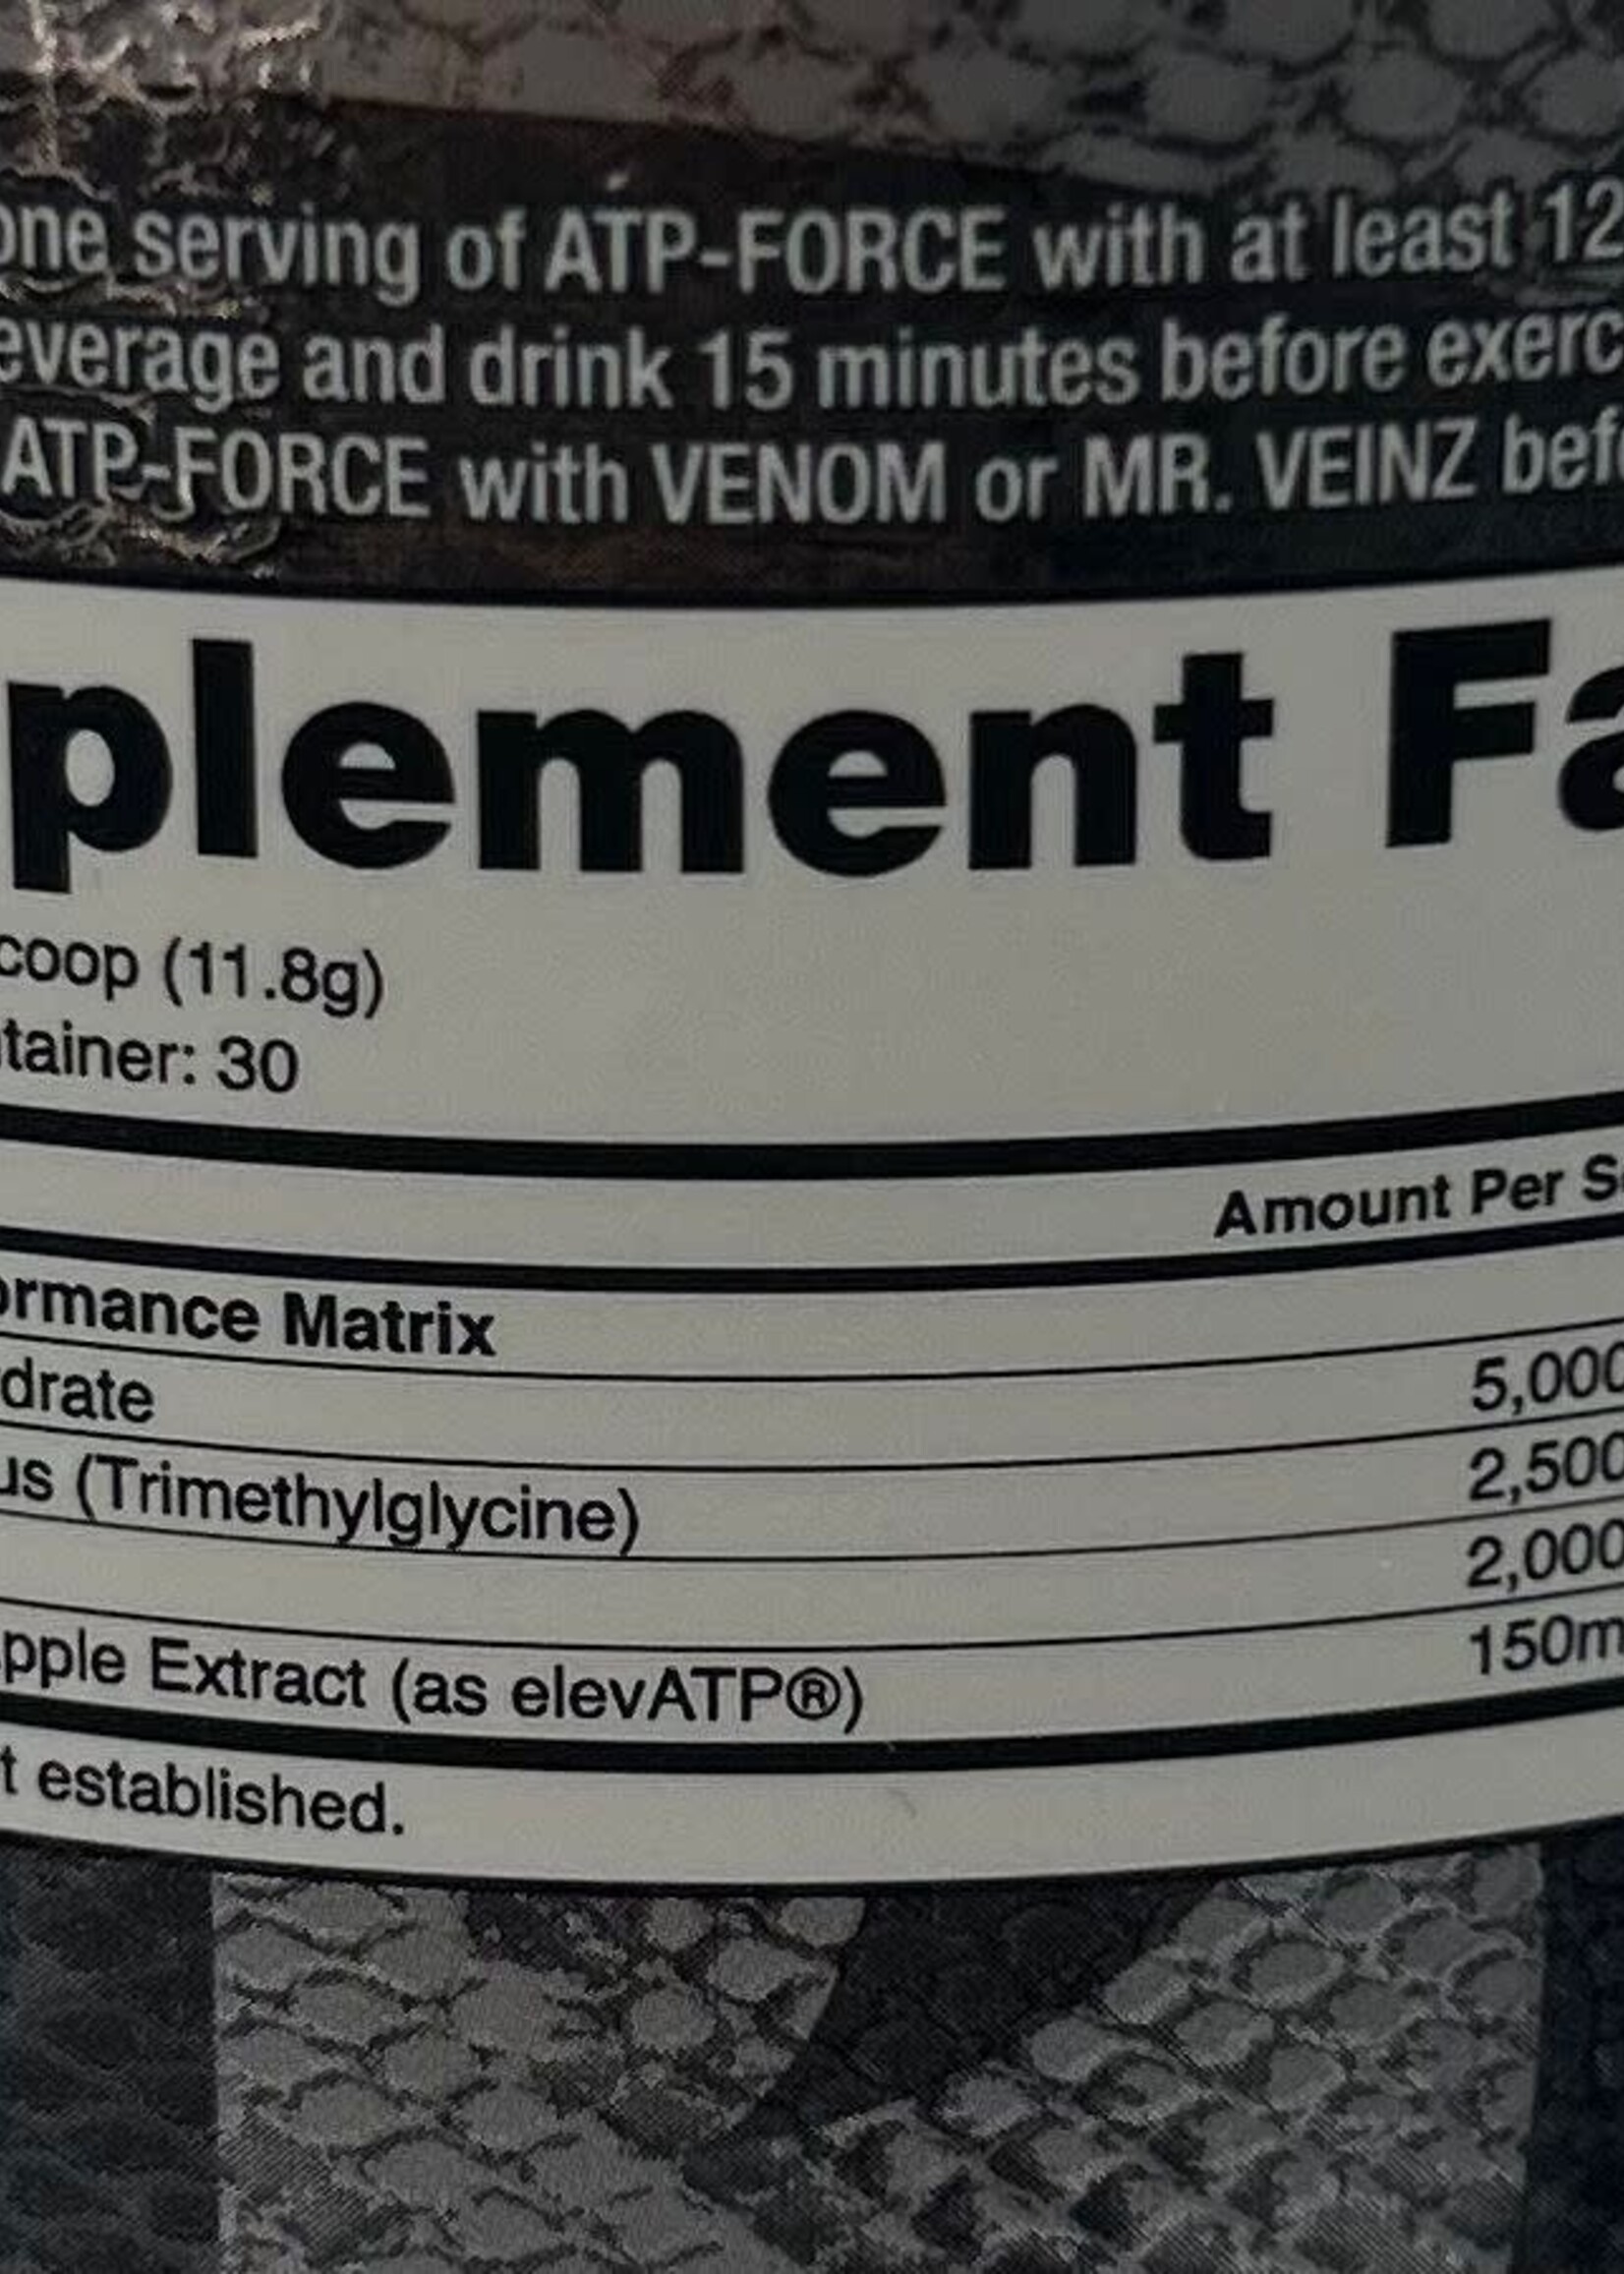 one serving of ATP-FORCE with at least 12
everage and drink 15 minutes before exerc
ATP-FORCE with VENOM or MR. VEINZ befo
plement Fa
coop (11.8g)
tainer: 30
Amount Per S
ormance Matrix
drate 5,000
us (Trimethylglycine) 2,500
2,000
pple Extract (as elevATP®) 150m
t established.